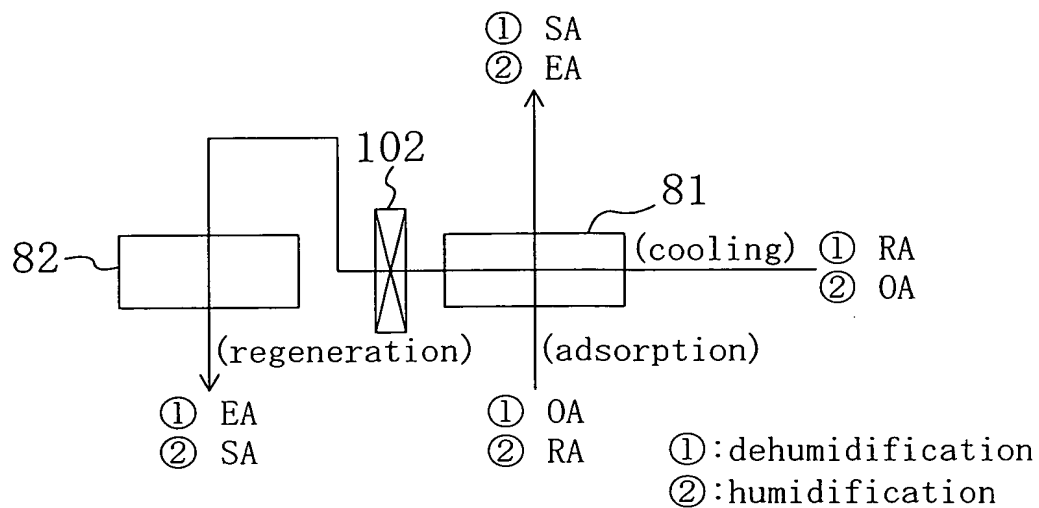 ① SA
② EA
102
81
82
(cooling)
① RA
② OA
(regeneration)
(adsorption)
① EA
② SA
① OA
② RA
①:dehumidification
②:humidification